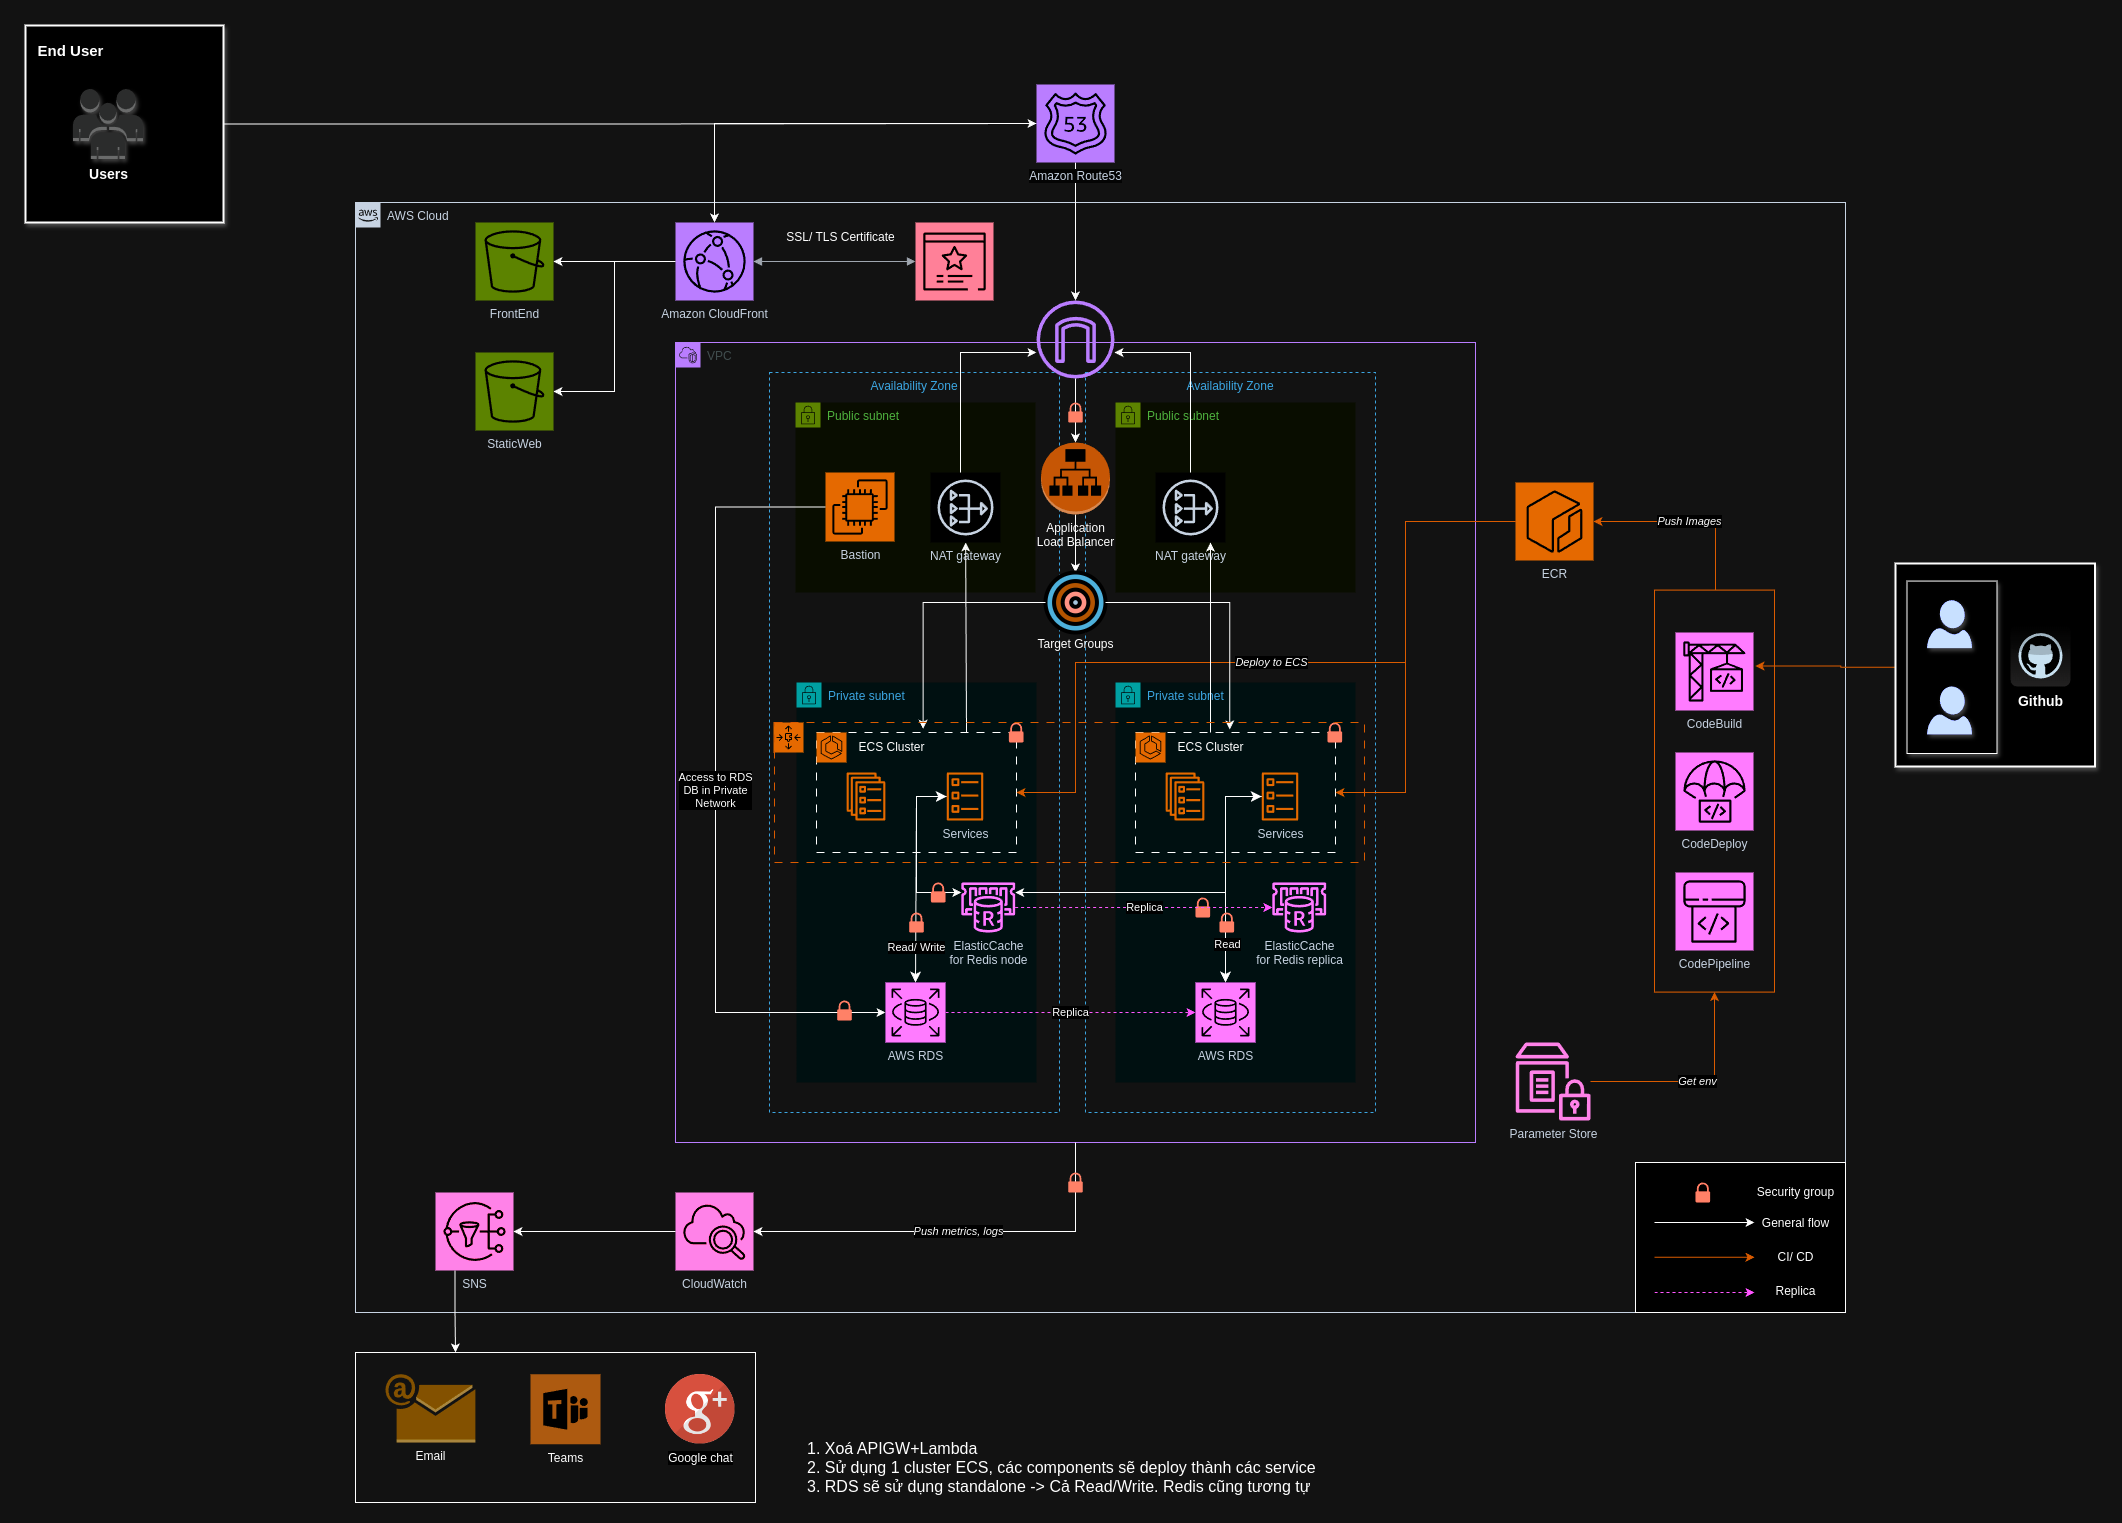 End User
Users
53
Amazon Route53
aws
AWS Cloud
SSL/ TLS Certificate
FrontEnd
Amazon CloudFront
StaticWeb
VPC
Availability Zone
Availability Zone
Public subnet
Public subnet
Bastion
NAT gateway
Application
Load Balancer
NAT gateway
Target Groups
Push Images
ECR
Deploy to ECS
Private subnet
Private subnet
Github
CodeBuild
ECS Cluster
ECS Cluster
Access to RDS
DB in Private
Network
Services
Services
CodeDeploy
R
R
Replica
Read/ Write
ElasticCache
for Redis node
Read
ElasticCache
for Redis replica
CodePipeline
Replica
AWS RDS
AWS RDS
Get env
Parameter Store
Security group
General flow
CI/ CD
Replica
Push metrics, logs
SNS
CloudWatch
@
T
g+
Email
Teams
Google chat
1. Xoá APIGW+Lambda
2. Sử dụng 1 cluster ECS, các components sẽ deploy thành các service
3. RDS sẽ sử dụng standalone -> Cả Read/Write. Redis cũng tương tự